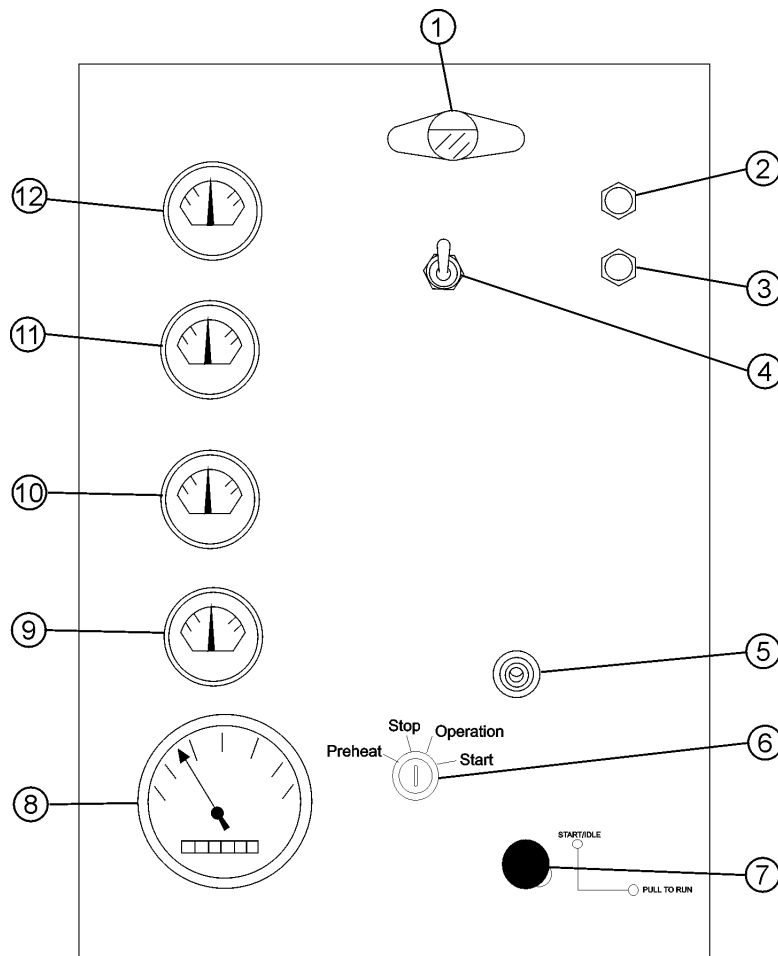 1
2
12
3
11
4
10
9
5
Stop
Operation
Preheat
Start
6
8
START/IDLE
7
PULL TO RUN